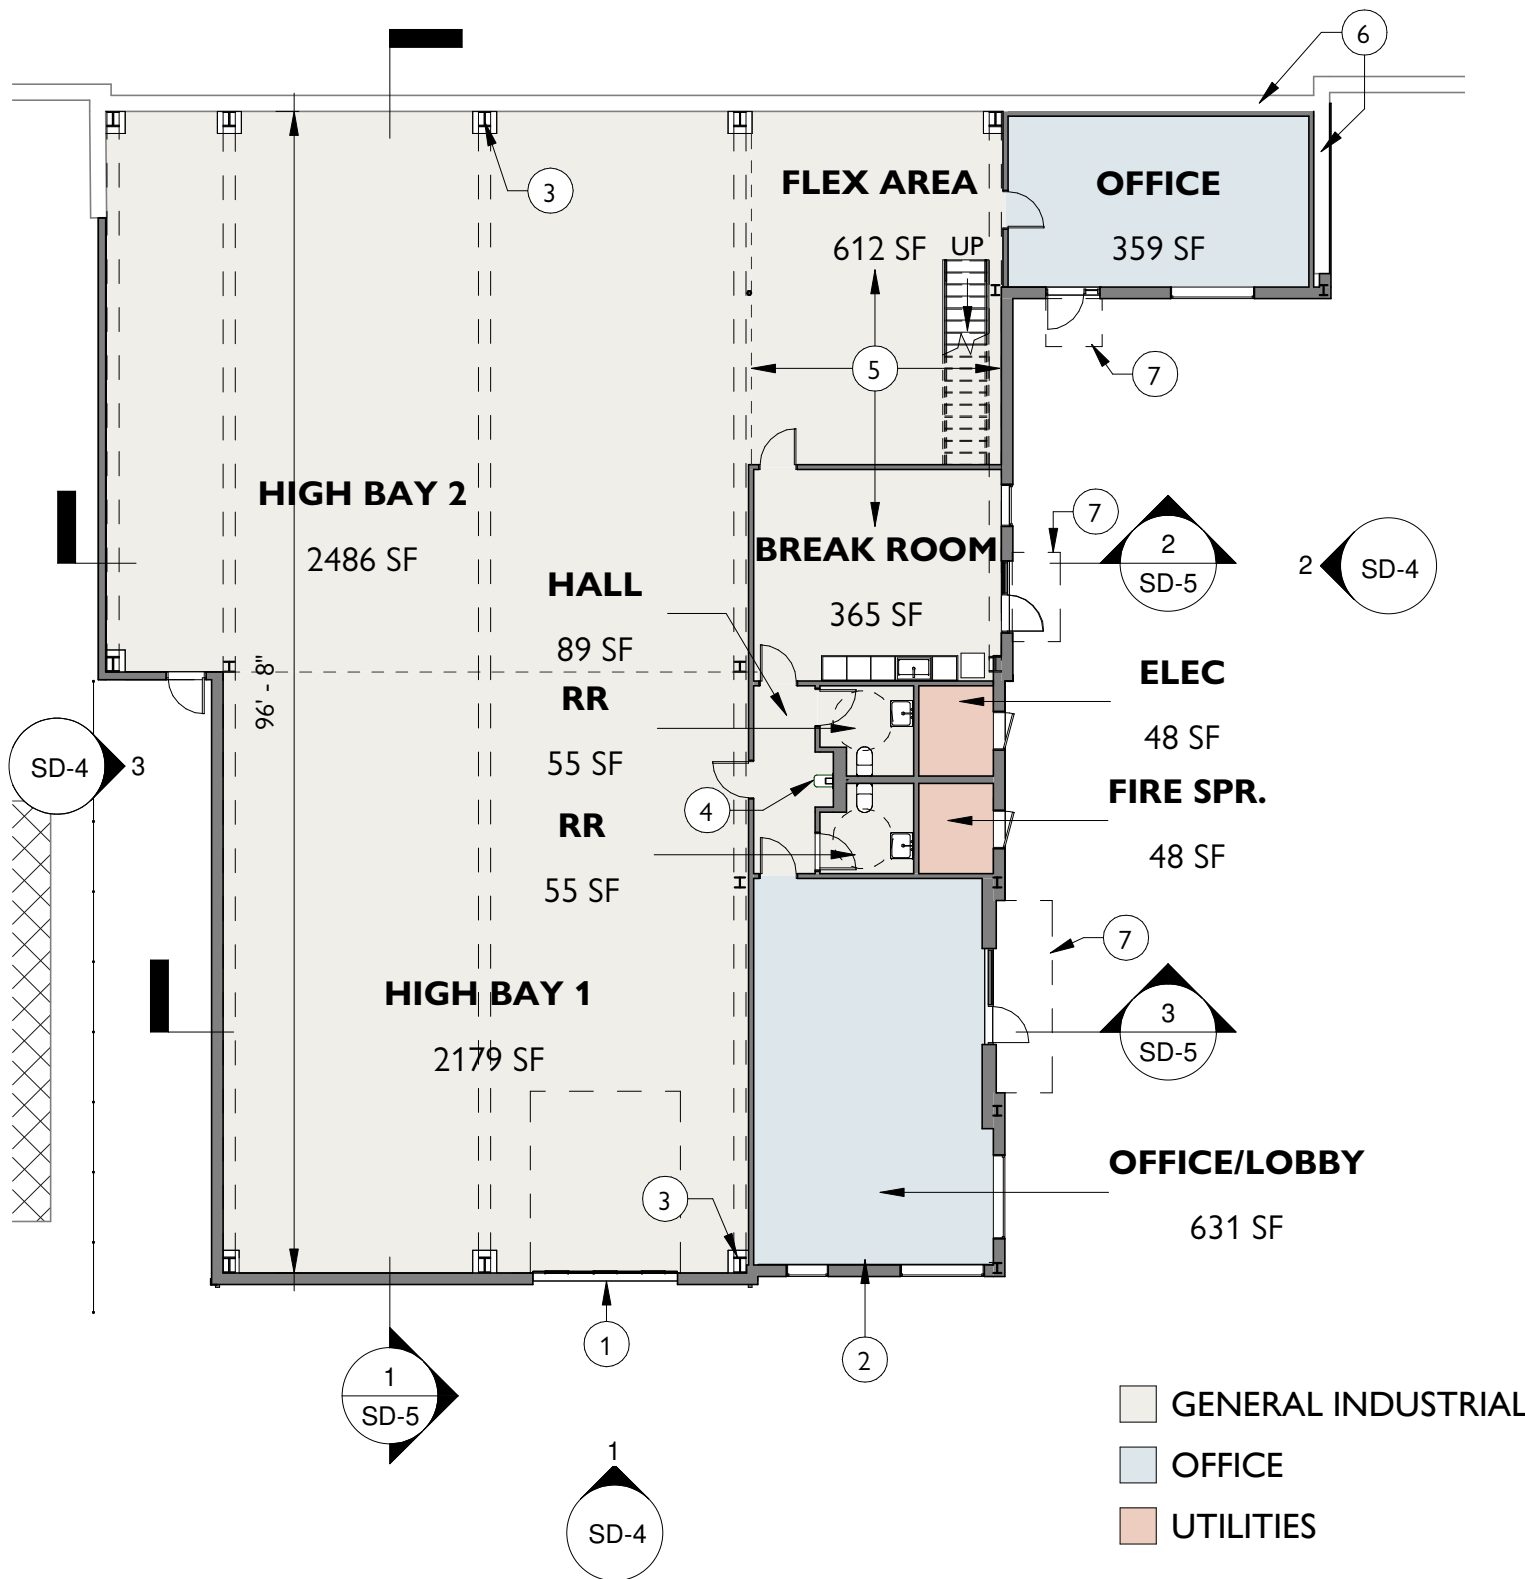 6
3
FLEX AREA
612 SF
UP
OFFICE
359 SF
5
7
HIGH BAY 2
2486 SF
BREAK ROOM
365 SF
7
2
SD-5
2
SD-4
HALL
89 SF
96' - 8"
RR
55 SF
ELEC
48 SF
SD-4
3
4
FIRE SPR.
48 SF
RR
55 SF
7
HIGH BAY 1
2179 SF
3
SD-5
3
OFFICE/LOBBY
631 SF
1
2
1
SD-5
1
SD-4
GENERAL INDUSTRIAL
OFFICE
UTILITIES